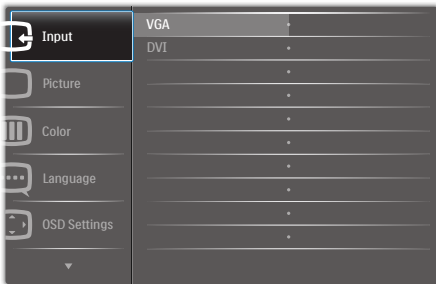 Input
Picture
Color
Language
OSD Settings
VGA
DVI